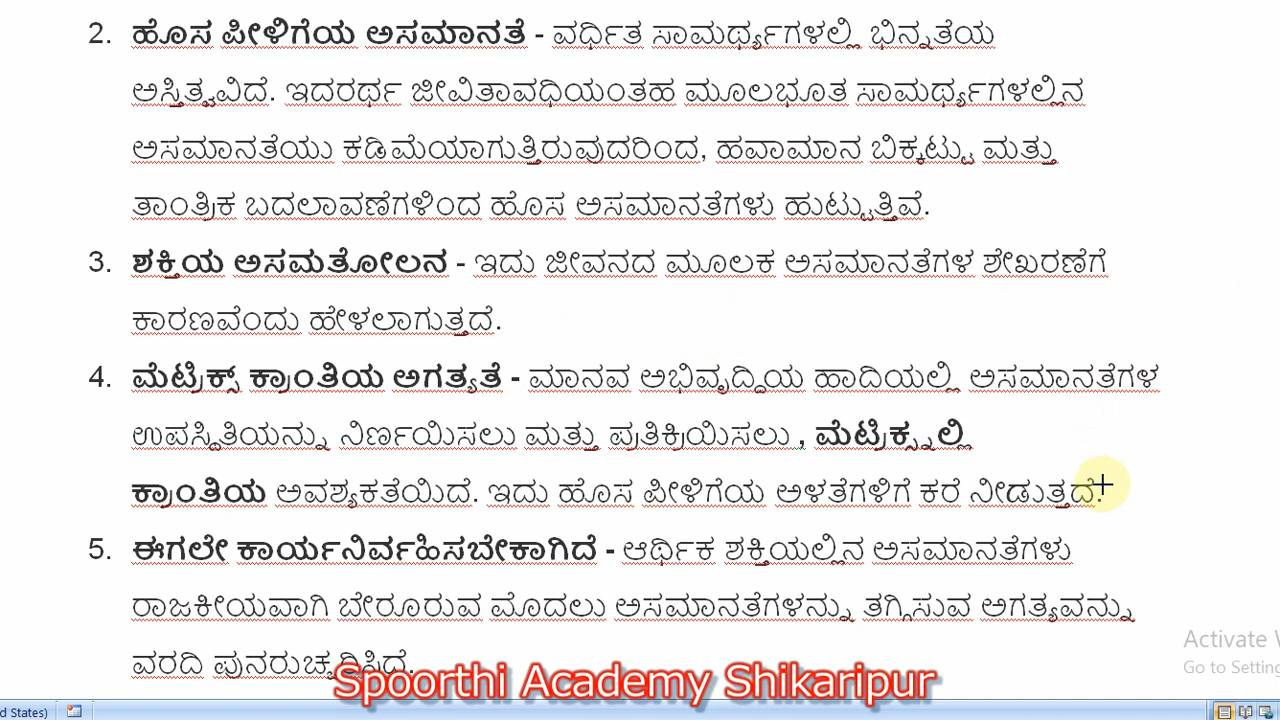 2. ಹೊಸ ಪೀಳಿಗೆಯ ಅಸಮಾನತೆ - ವರ್ಧಿತ ಸಾಮರ್ಥ್ಯಗಳಲ್ಲಿ ಭಿನ್ನತೆಯ
ಅಸ್ತಿತ್ವವಿದೆ. ಇದರರ್ಥ ಜೀವಿತಾವಧಿಯಂತಹ ಮೂಲಭೂತ ಸಾಮರ್ಥ್ಯಗಳಲ್ಲಿನ
ಅಸಮಾನತೆಯು ಕಡಿಮೆಯಾಗುತ್ತಿರುವುದರಿಂದ, ಹವಾಮಾನ ಬಿಕ್ಕಟ್ಟು ಮತ್ತು
ತಾಂತ್ರಿಕ ಬದಲಾವಣೆಗಳಿಂದ ಹೊಸ ಅಸಮಾನತೆಗಳು ಹುಟ್ಟುತ್ತಿವೆ.
3. ಶಕ್ತಿಯ ಅಸಮತೋಲನ - ಇದು ಜೀವನದ ಮೂಲಕ ಅಸಮಾನತೆಗಳ ಶೇಖರಣೆಗೆ
ಕಾರಣವೆಂದು ಹೇಳಲಾಗುತ್ತದೆ.
4. ಮೆಟ್ರಿಕ್ಸ್ ಕ್ರಾಂತಿಯ ಅಗತ್ಯತೆ - ಮಾನವ ಅಭಿವೃದ್ಧಿಯ ಹಾದಿಯಲ್ಲಿ ಅಸಮಾನತೆಗಳ
ಉಪಸ್ಥಿತಿಯನ್ನು ನಿರ್ಣಯಿಸಲು ಮತ್ತು ಪ್ರತಿಕ್ರಿಯಿಸಲು , ಮೆಟ್ರಿಕ್ಸ್ನಲ್ಲಿ
ಕ್ರಾಂತಿಯ ಅವಶ್ಯಕತೆಯಿದೆ. ಇದು ಹೊಸ ಪೀಳಿಗೆಯ ಅಳತೆಗಳಿಗೆ ಕರೆ ನೀಡುತ್ತದೆ.
5. ಈಗಲೇ ಕಾರ್ಯನಿರ್ವಹಿಸಬೇಕಾಗಿದೆ - ಆರ್ಥಿಕ ಶಕ್ತಿಯಲ್ಲಿನ ಅಸಮಾನತೆಗಳು
ರಾಜಕೀಯವಾಗಿ ಬೇರೂರುವ ಮೊದಲು ಅಸಮಾನತೆಗಳನ್ನು ತಗ್ಗಿಸುವ ಅಗತ್ಯವನ್ನು
ವರದಿ ಪುನರುಚ್ಚರಿಸಿದೆ.
Spoorthi Academy Shikaripur
Activate
Go to Setting
d States)